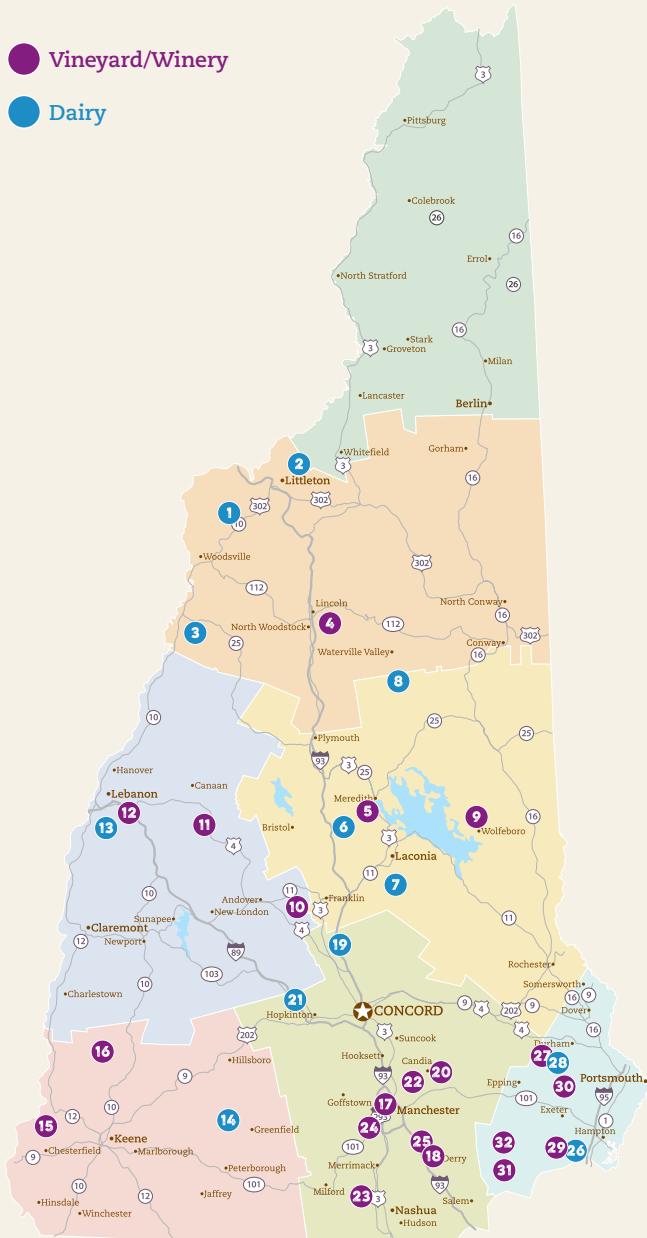 Vineyard/Winery
Dairy
3
Pittsburg
Colebrook
26
16
Errol
North Stratford
26
16
Stark
3
Groveton
Milan
Lancaster
Berlin
Whitefield
Gorham
2
3
Littleton
16
302
302
1
10
Woodsville
302
112
Lincoln
North Conway
16
4
112
3
North Woodstock
302
25
Waterville Valley
Conway
16
8
10
25
25
Plymouth
93
3
25
Hanover
Canaan
Lebanon
Meredith
12
5
9
16
13
11
Bristol
6
Wolfeboro
3
4
Laconia
11
7
10
11
Andover
Franklin
10
3
New London
11
Sunapee
Claremont
4
12
Newport
19
89
Rochester
103
10
Somersworth
Charlestown
16
9
21
9
4
202
9
Dover
CONCORD
Hopkinton
4
16
202
3
Suncook
Durham
16
Hooksett
27
28
Hillsboro
Candia
20
93
22
9
Epping
30
Portsmouth
Goffstown
101
95
10
17
Manchester
12
293
Exeter
14
15
24
1
Greenfield
Hampton
Keene
25
32
101
29
26
Chesterfield
Marlborough
18
Derry
9
Merrimack
Peterborough
31
101
93
10
12
Milford
23
3
Jaffrey
Salem
Hinsdale
Nashua
Winchester
Hudson